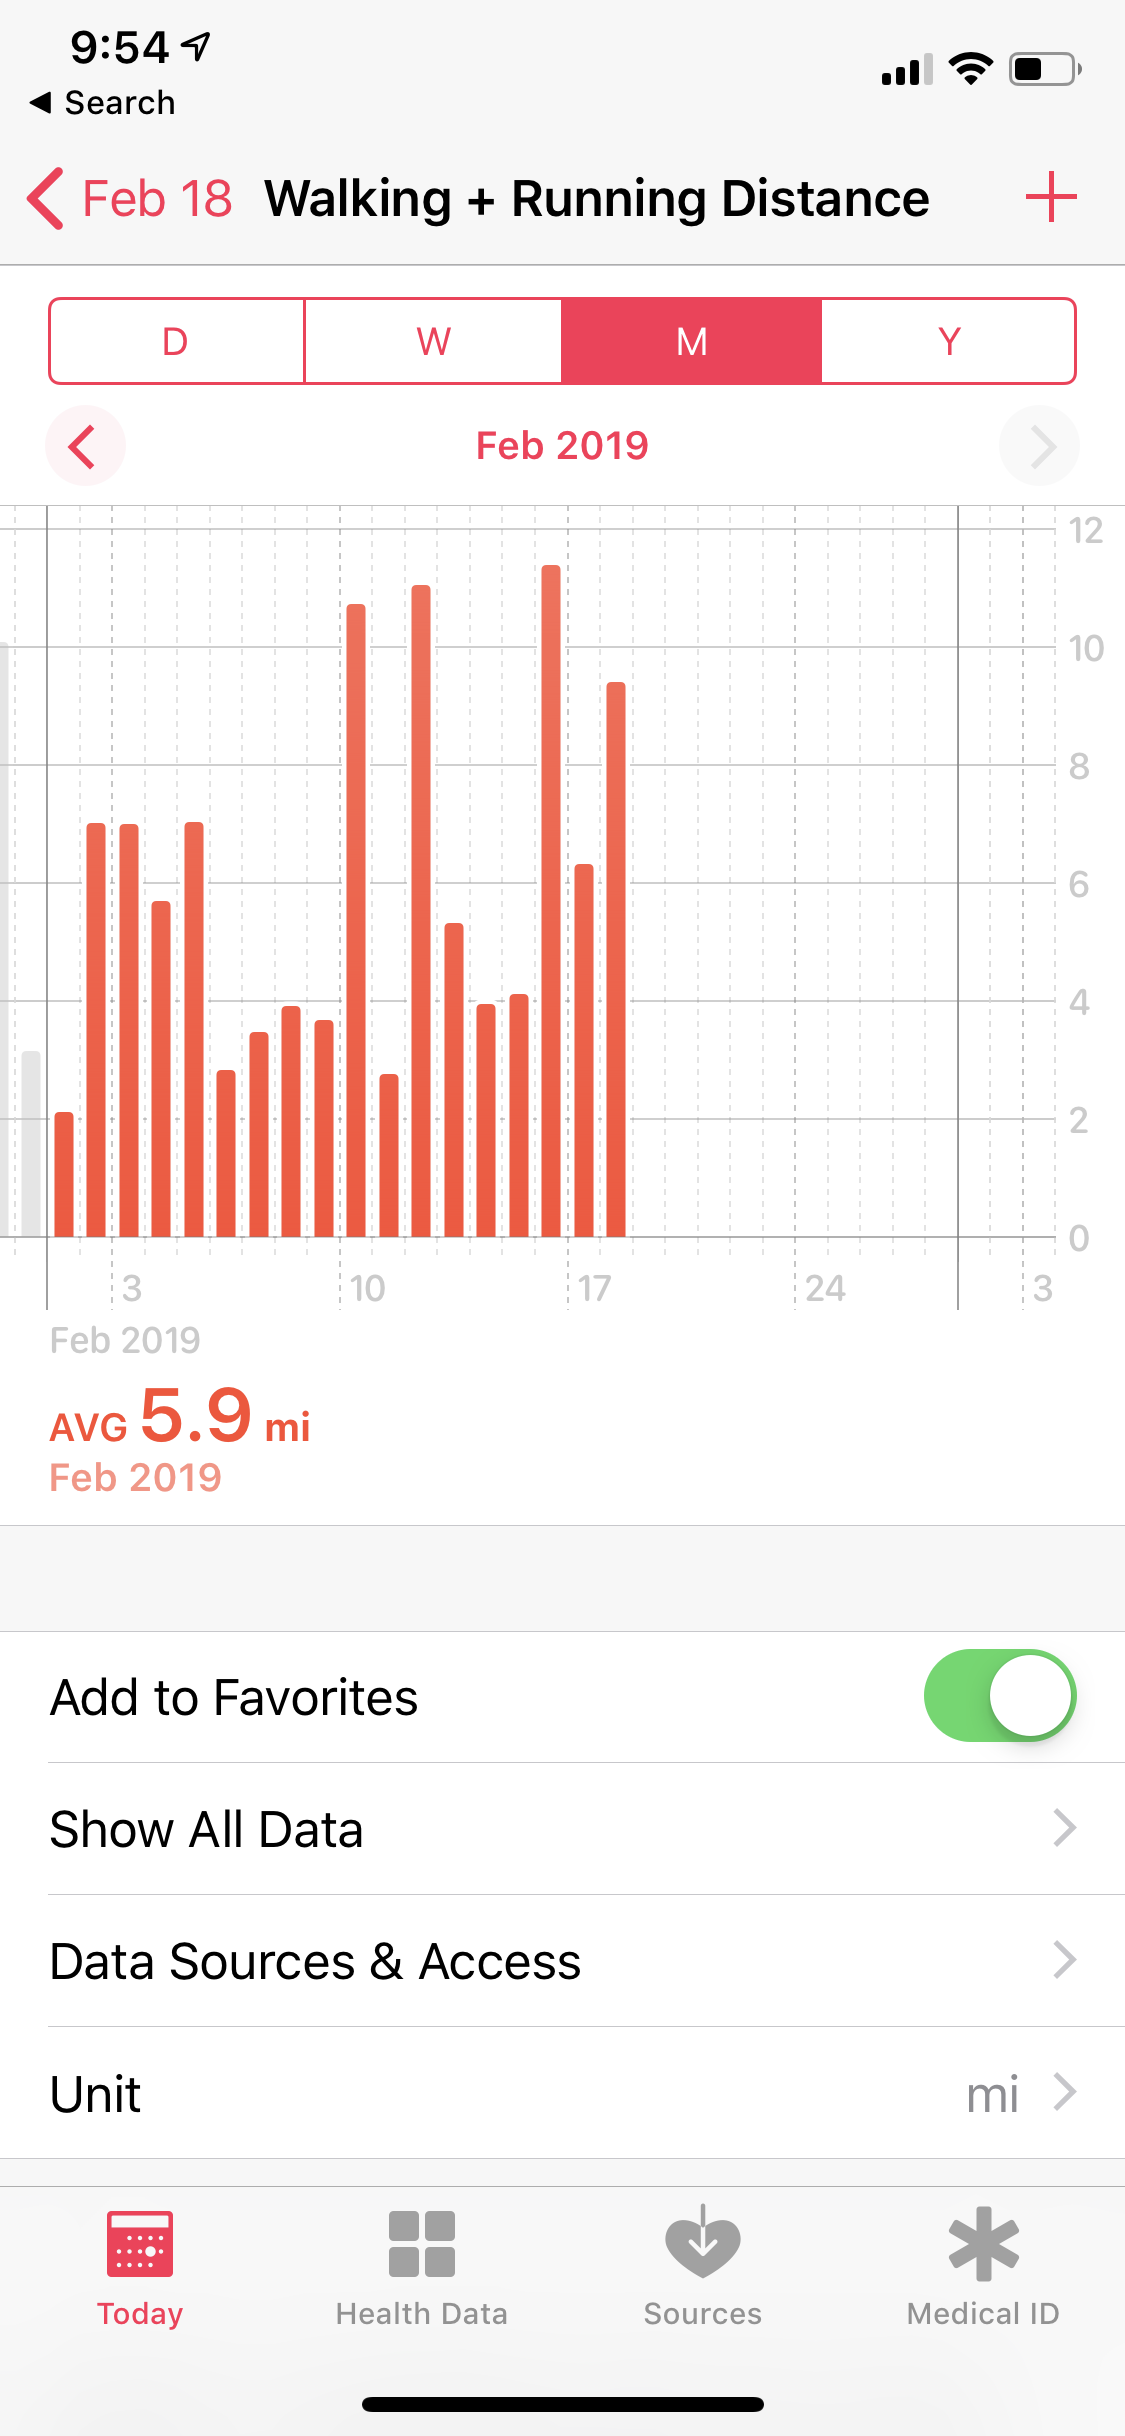 9:54
Search
Feb 18 Walking + Running Distance
D W M Y
Feb 2019
12
10
8
6
4
2
0
3 10 17 24 3
Feb 2019
AVG 5.9 mi
Feb 2019
Add to Favorites
Show All Data
Data Sources & Access
Unit mi
Today Health Data Sources Medical ID